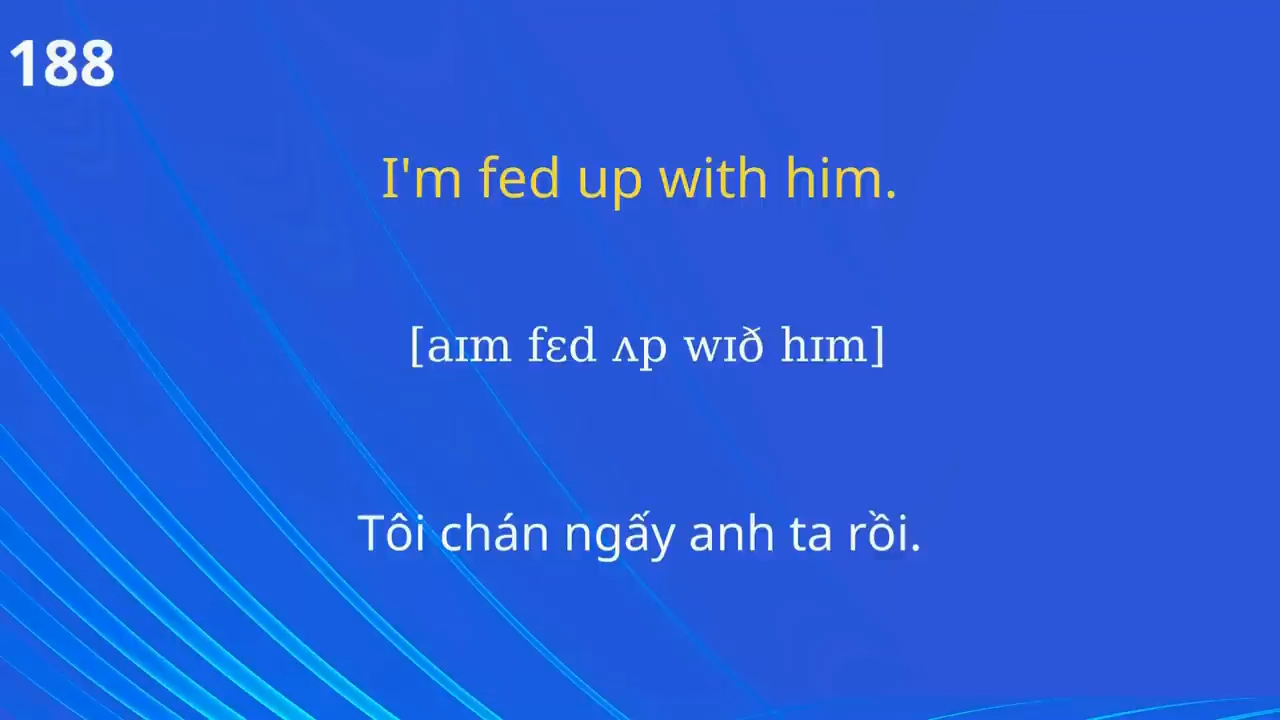 188
I'm fed up with him.
[aɪm fɛd ʌp wɪð hɪm]
Tôi chán ngấy anh ta rồi.